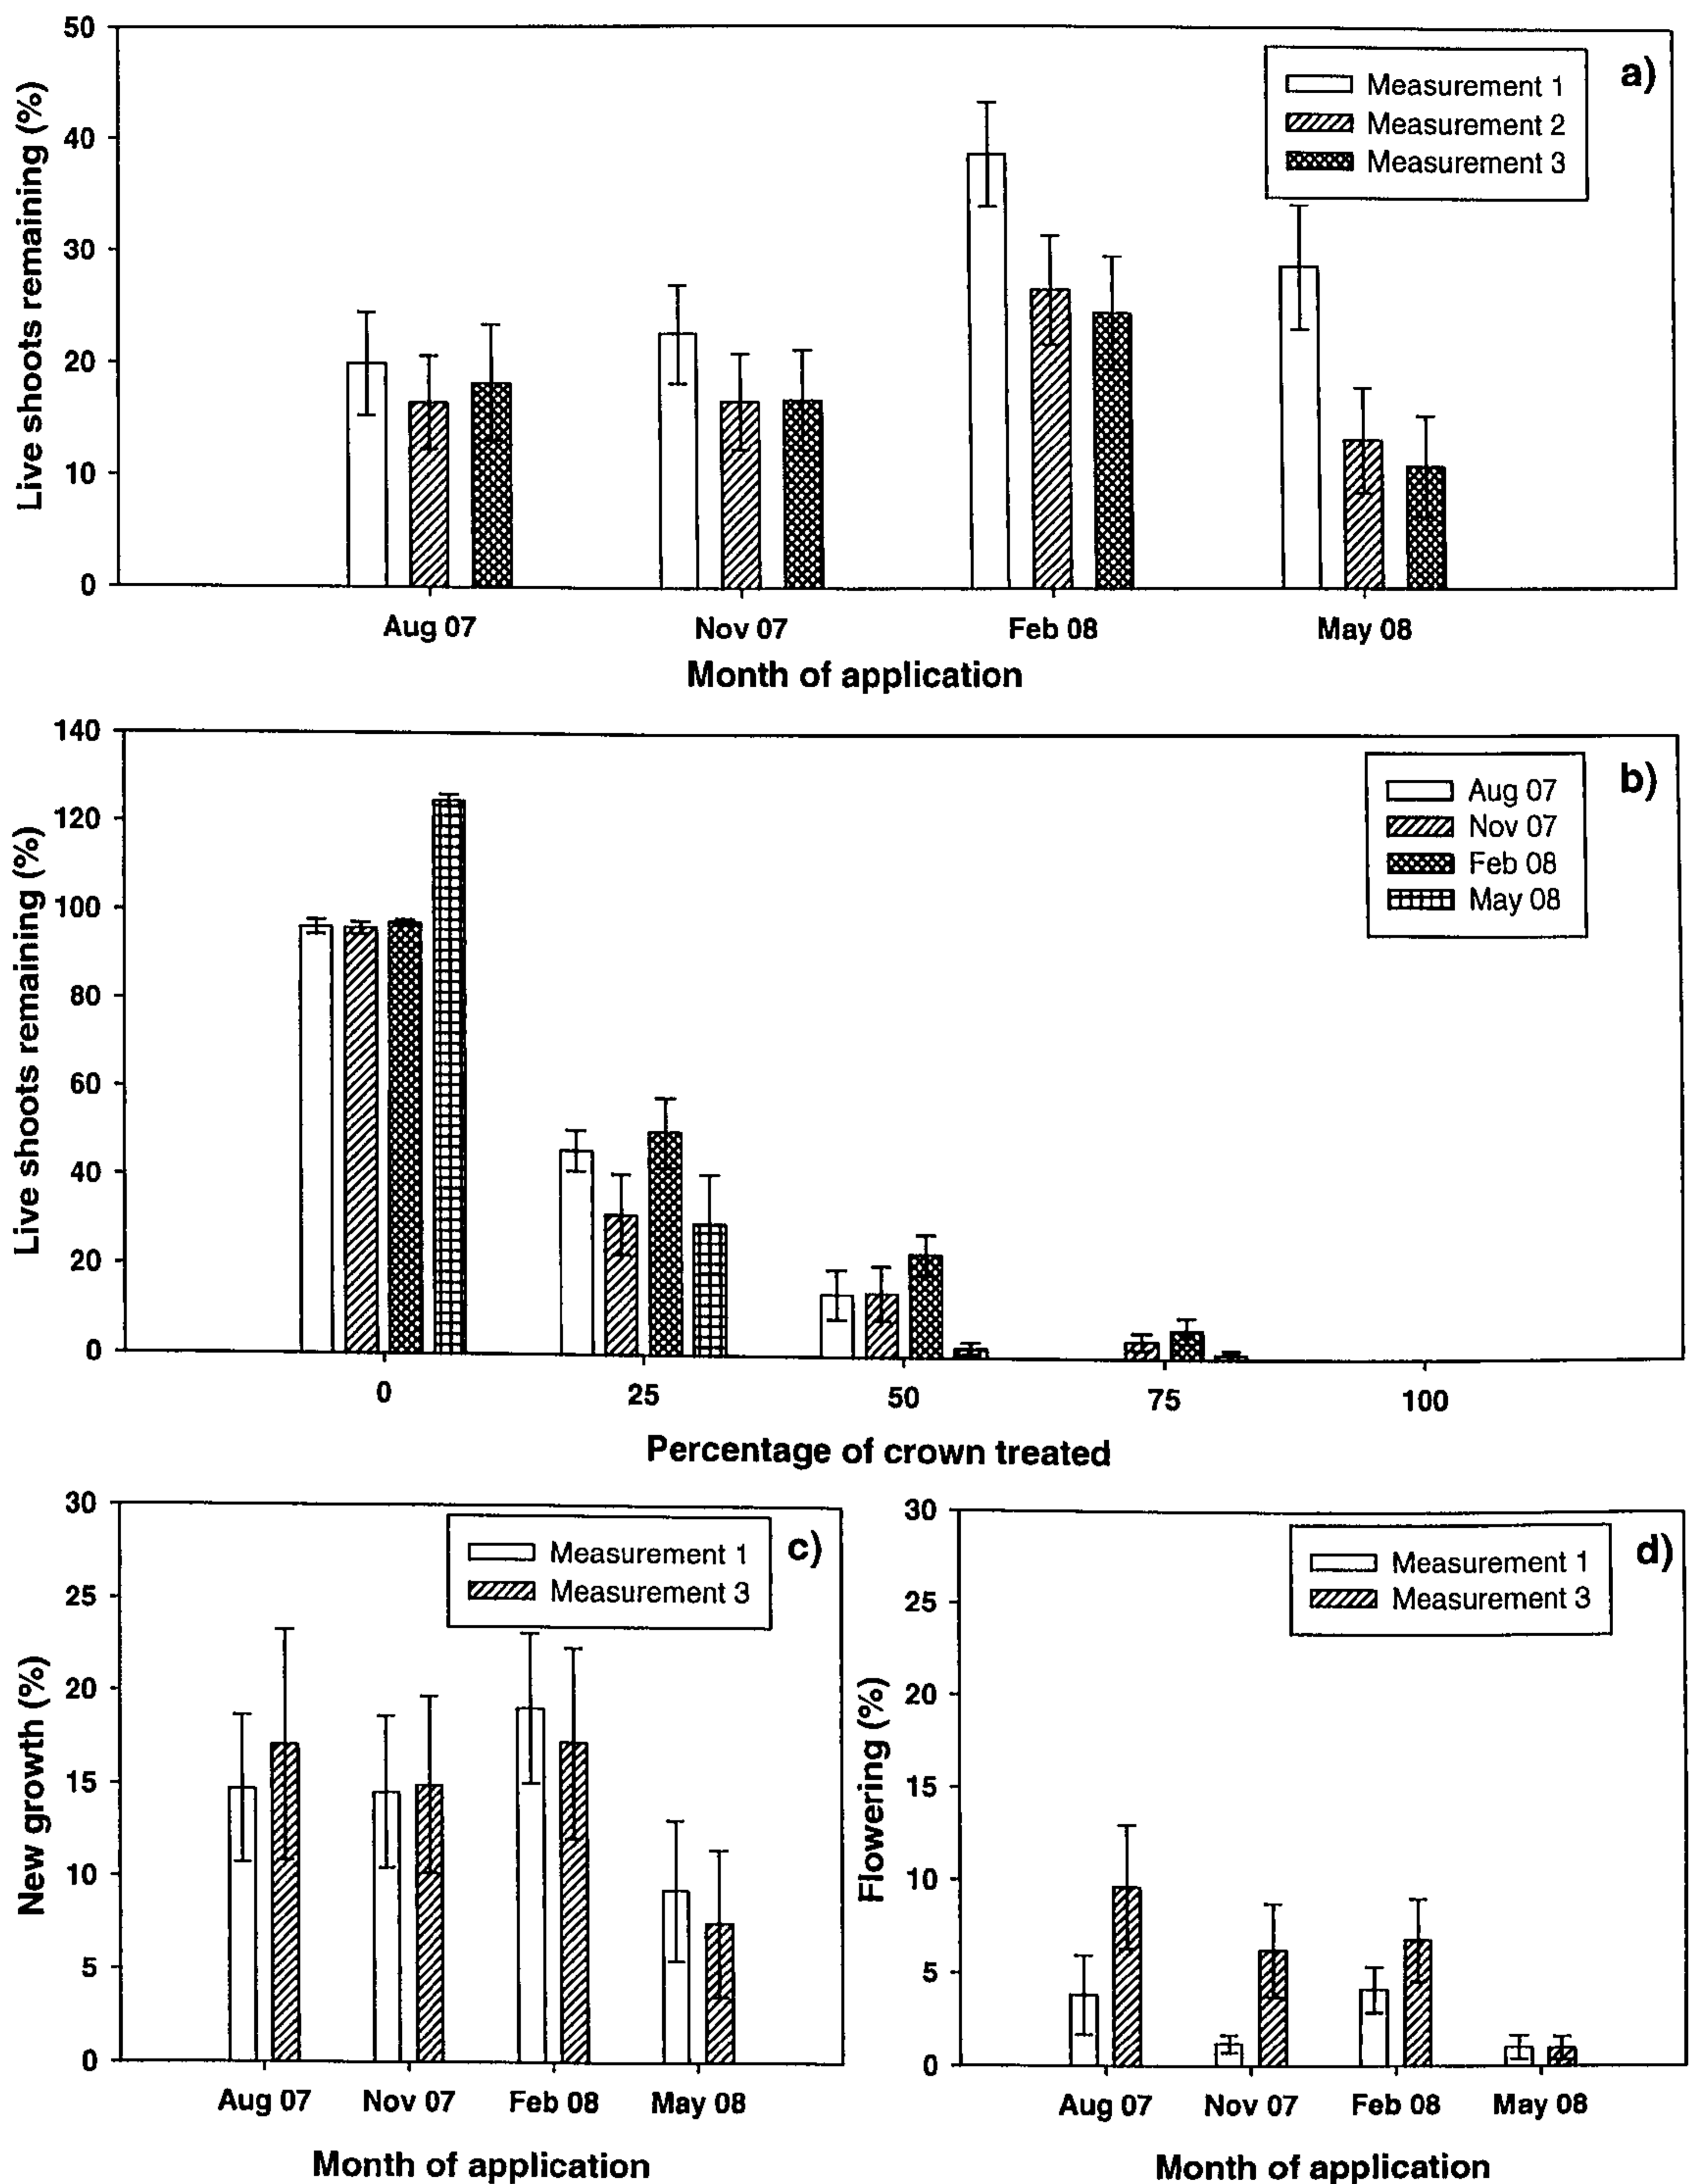 50
40
30
20
10
0
Live shoots remaining (%)
a)
Measurement 1
Measurement 2
Measurement 3
Aug 07 Nov 07 Feb 08 May 08
Month of application
140
120
100
80
60
40
20
0
Live shoots remaining (%)
b)
Aug 07
Nov 07
Feb 08
May 08
0 25 50 75 100
Percentage of crown treated
30
25
20
15
10
5
0
New growth (%)
c)
Measurement 1
Measurement 3
Aug 07 Nov 07 Feb 08 May 08
Month of application
30
25
20
15
10
5
0
Flowering (%)
d)
Measurement 1
Measurement 3
Aug 07 Nov 07 Feb 08 May 08
Month of application